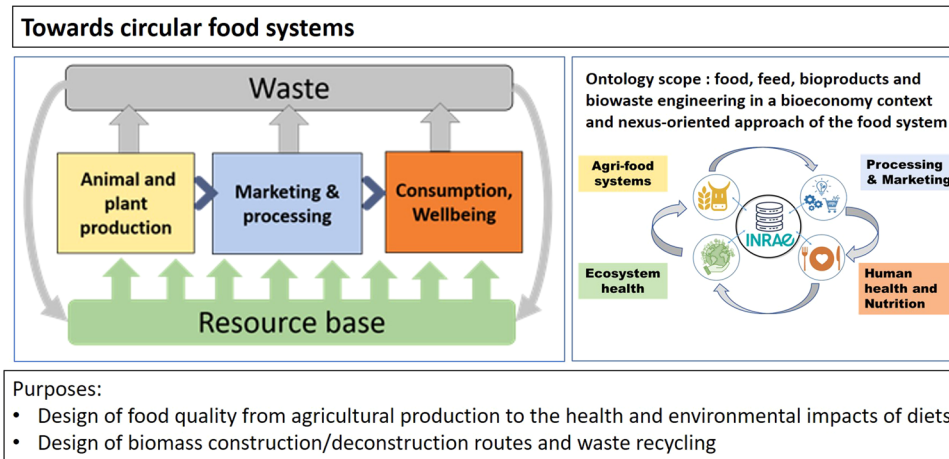 Towards circular food systems
Waste
Animal and
plant
production
Marketing &
processing
Consumption,
Wellbeing
Resource base
Ontology scope : food, feed, bioproducts and
biowaste engineering in a bioeconomy context
and nexus-oriented approach of the food system
Agri-food
systems
Processing
& Marketing
INRAE
Ecosystem
health
Human
health and
Nutrition
Purposes:
• Design of food quality from agricultural production to the health and environmental impacts of diets
• Design of biomass construction/deconstruction routes and waste recycling